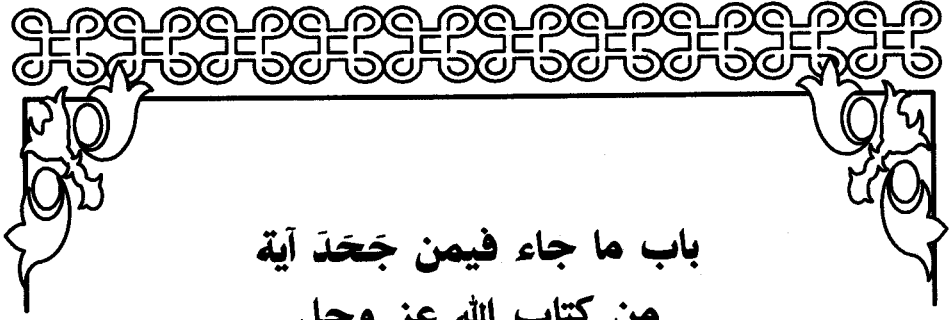 باب ما جاء فيمن جَحَدَ آية
من كتاب الله عز وجل